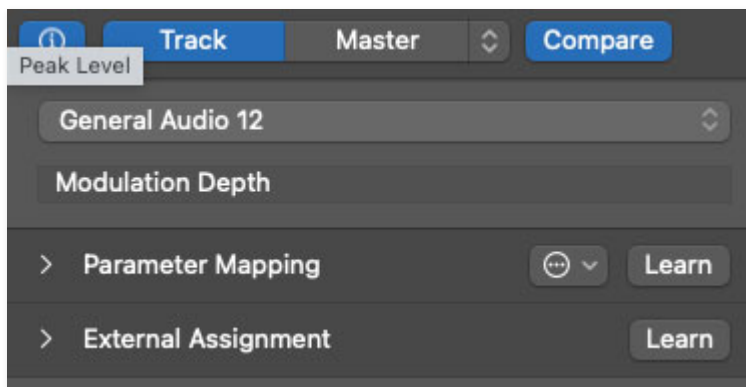 Track Master Compare
Peak Level
General Audio 12
Modulation Depth
Parameter Mapping Learn
External Assignment Learn